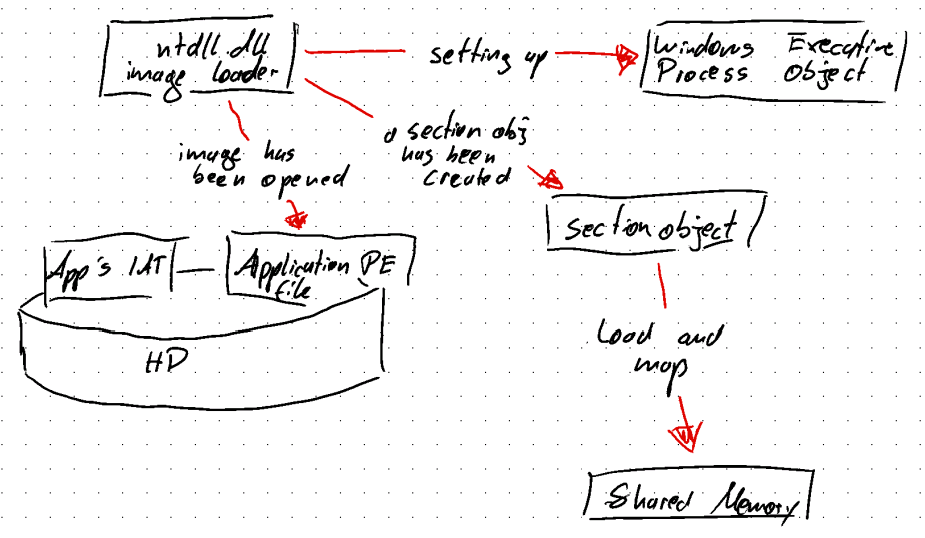 ntdll.dll
image loader
setting up
Windows Executive
Process Object
image has
been opened
a section obj
has been
created
section object
App's IAT
Application PE
file
HD
Load and
map
Shared Memory